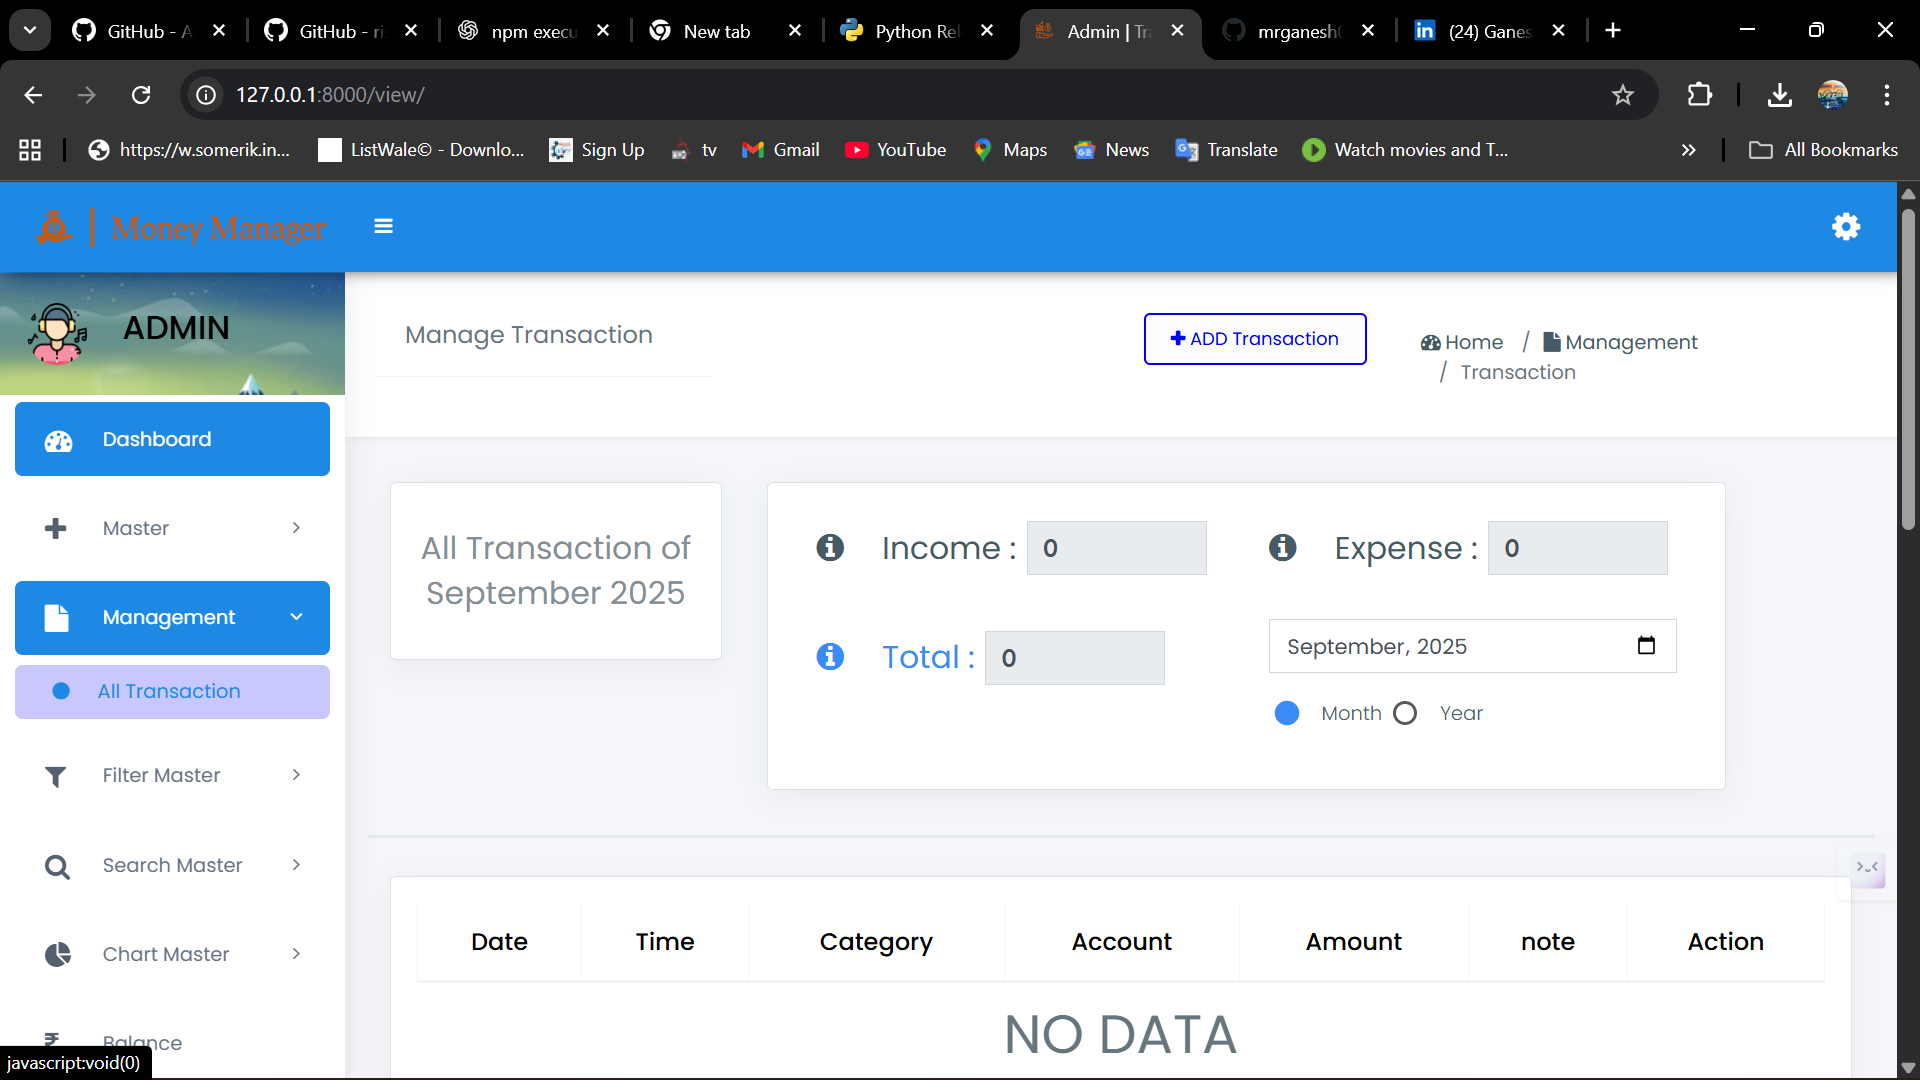 GitHub - A
GitHub - ri
npm execu
New tab
Python Rel
Admin | Tra
mrganesh0
(24) Ganes
127.0.0.1:8000/view/
https://w.somerik.in...
ListWale© - Downlo...
Sign Up
tv
Gmail
YouTube
Maps
News
Translate
Watch movies and T...
All Bookmarks
Money Manager
ADMIN
Manage Transaction
ADD Transaction
Home / Management
/ Transaction
Dashboard
Master
Management
All Transaction
Filter Master
Search Master
Chart Master
Balance
All Transaction of
September 2025
Income : 0
Expense : 0
Total : 0
September, 2025
Month
Year
Date Time Category Account Amount note Action
NO DATA
javascript:void(0)